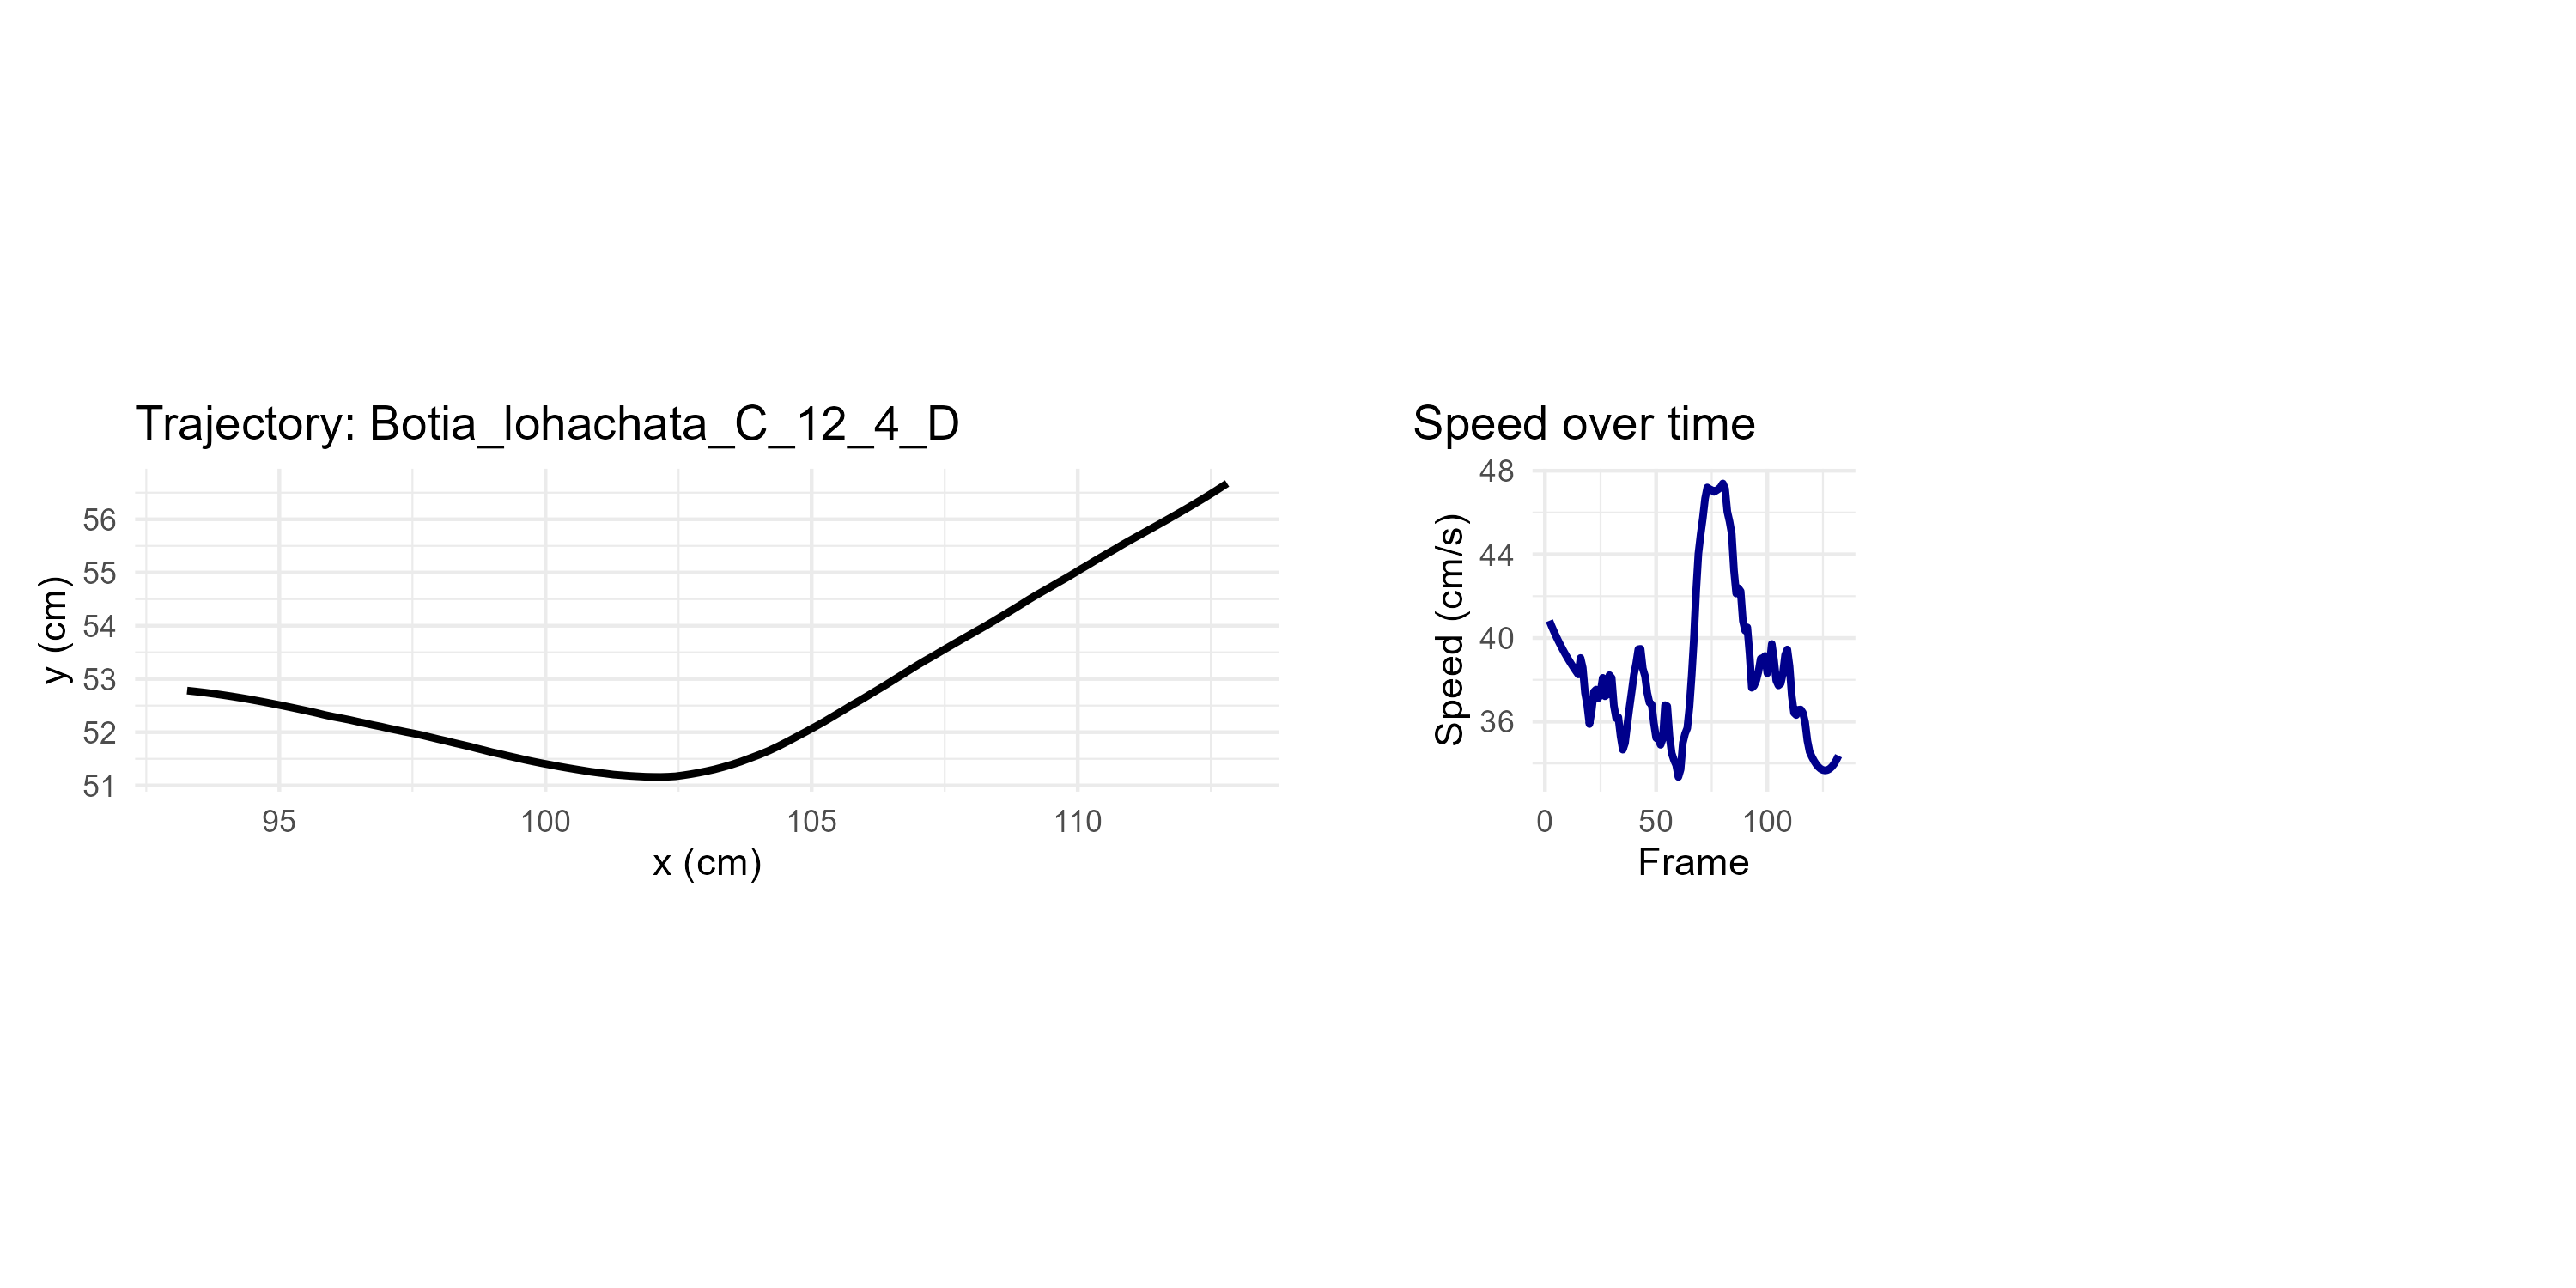 Trajectory: Botia_lohachata_C_12_4_D
56
55
54
53
52
51
y (cm)
95 100 105 110
x (cm)
Speed over time
48
44
40
36
Speed (cm/s)
0 50 100
Frame